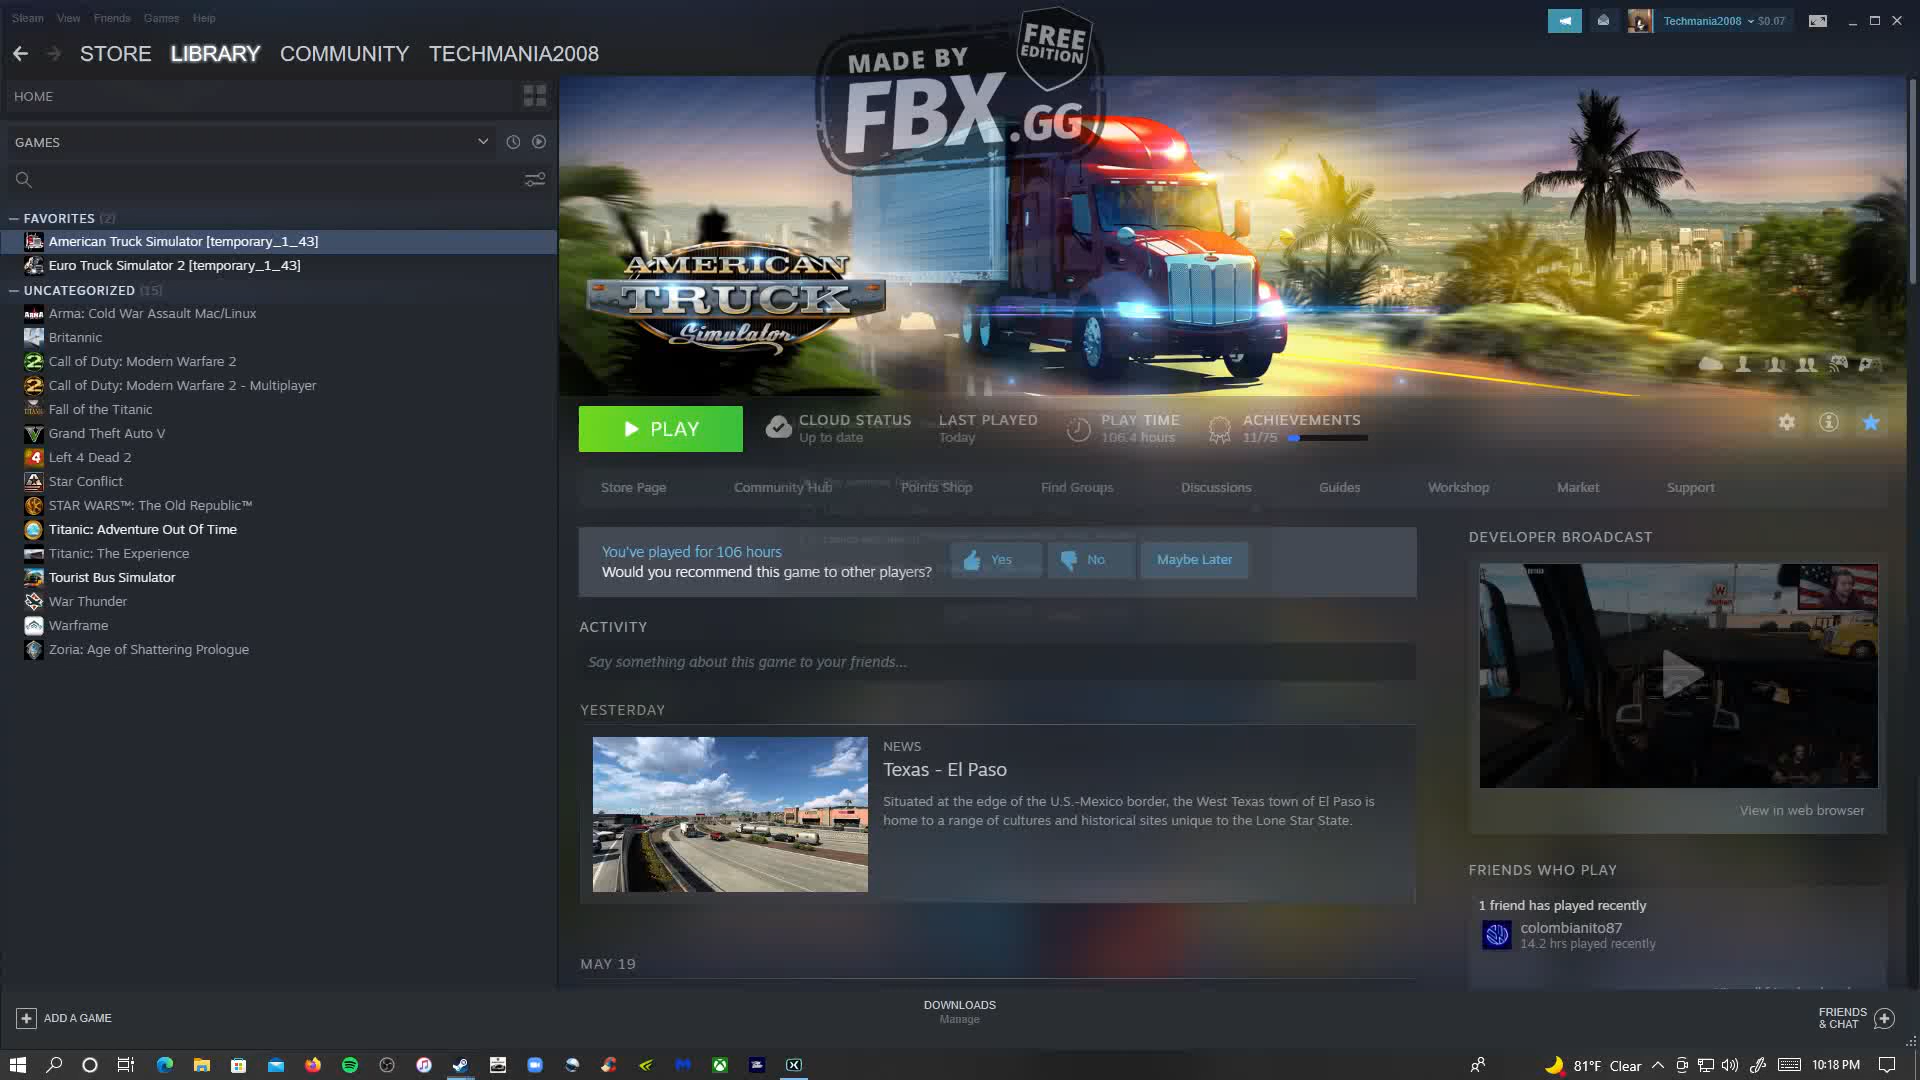 Steam View Friends Games Help
Techmania2008 $0.07
STORE LIBRARY COMMUNITY TECHMANIA2008
MADE BY
FBX.GG
FREE
EDITION
HOME
GAMES
FAVORITES (2)
American Truck Simulator [temporary_1_43]
Euro Truck Simulator 2 [temporary_1_43]
UNCATEGORIZED (15)
Arma: Cold War Assault Mac/Linux
Britannic
Call of Duty: Modern Warfare 2
Call of Duty: Modern Warfare 2 - Multiplayer
Fall of the Titanic
Grand Theft Auto V
Left 4 Dead 2
Star Conflict
STAR WARS™: The Old Republic™
Titanic: Adventure Out Of Time
Titanic: The Experience
Tourist Bus Simulator
War Thunder
Warframe
Zoria: Age of Shattering Prologue
AMERICAN
TRUCK
Simulator
PLAY
CLOUD STATUS
Up to date
LAST PLAYED
Today
PLAY TIME
106.4 hours
ACHIEVEMENTS
11/75
Store Page Community Hub Points Shop Find Groups Discussions Guides Workshop Market Support
You've played for 106 hours
Would you recommend this game to other players?
Yes
No
Maybe Later
ACTIVITY
Say something about this game to your friends...
YESTERDAY
NEWS
Texas - El Paso
Situated at the edge of the U.S.-Mexico border, the West Texas town of El Paso is
home to a range of cultures and historical sites unique to the Lone Star State.
MAY 19
DEVELOPER BROADCAST
View in web browser
FRIENDS WHO PLAY
1 friend has played recently
colombianito87
14.2 hrs played recently
ADD A GAME
DOWNLOADS
Manage
FRIENDS
& CHAT
81°F Clear
10:18 PM